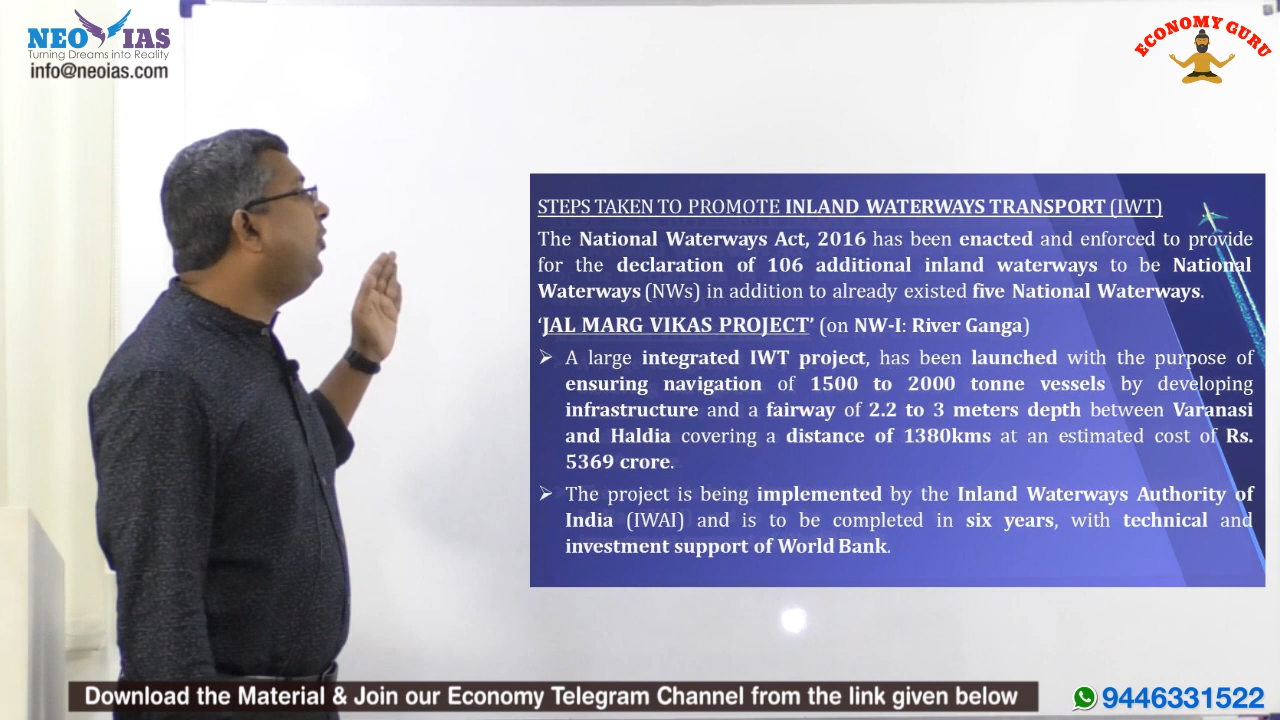 NEO IAS
Turning Dreams into Reality
info@neoias.com
ECONOMY GURU
STEPS TAKEN TO PROMOTE INLAND WATERWAYS TRANSPORT (IWT)
The National Waterways Act, 2016 has been enacted and enforced to provide
for the declaration of 106 additional inland waterways to be National
Waterways (NWs) in addition to already existed five National Waterways.
‘JAL MARG VIKAS PROJECT’ (on NW-I: River Ganga)
➢ A large integrated IWT project, has been launched with the purpose of
ensuring navigation of 1500 to 2000 tonne vessels by developing
infrastructure and a fairway of 2.2 to 3 meters depth between Varanasi
and Haldia covering a distance of 1380kms at an estimated cost of Rs.
5369 crore.
➢ The project is being implemented by the Inland Waterways Authority of
India (IWAI) and is to be completed in six years, with technical and
investment support of World Bank.
Download the Material & Join our Economy Telegram Channel from the link given below
9446331522